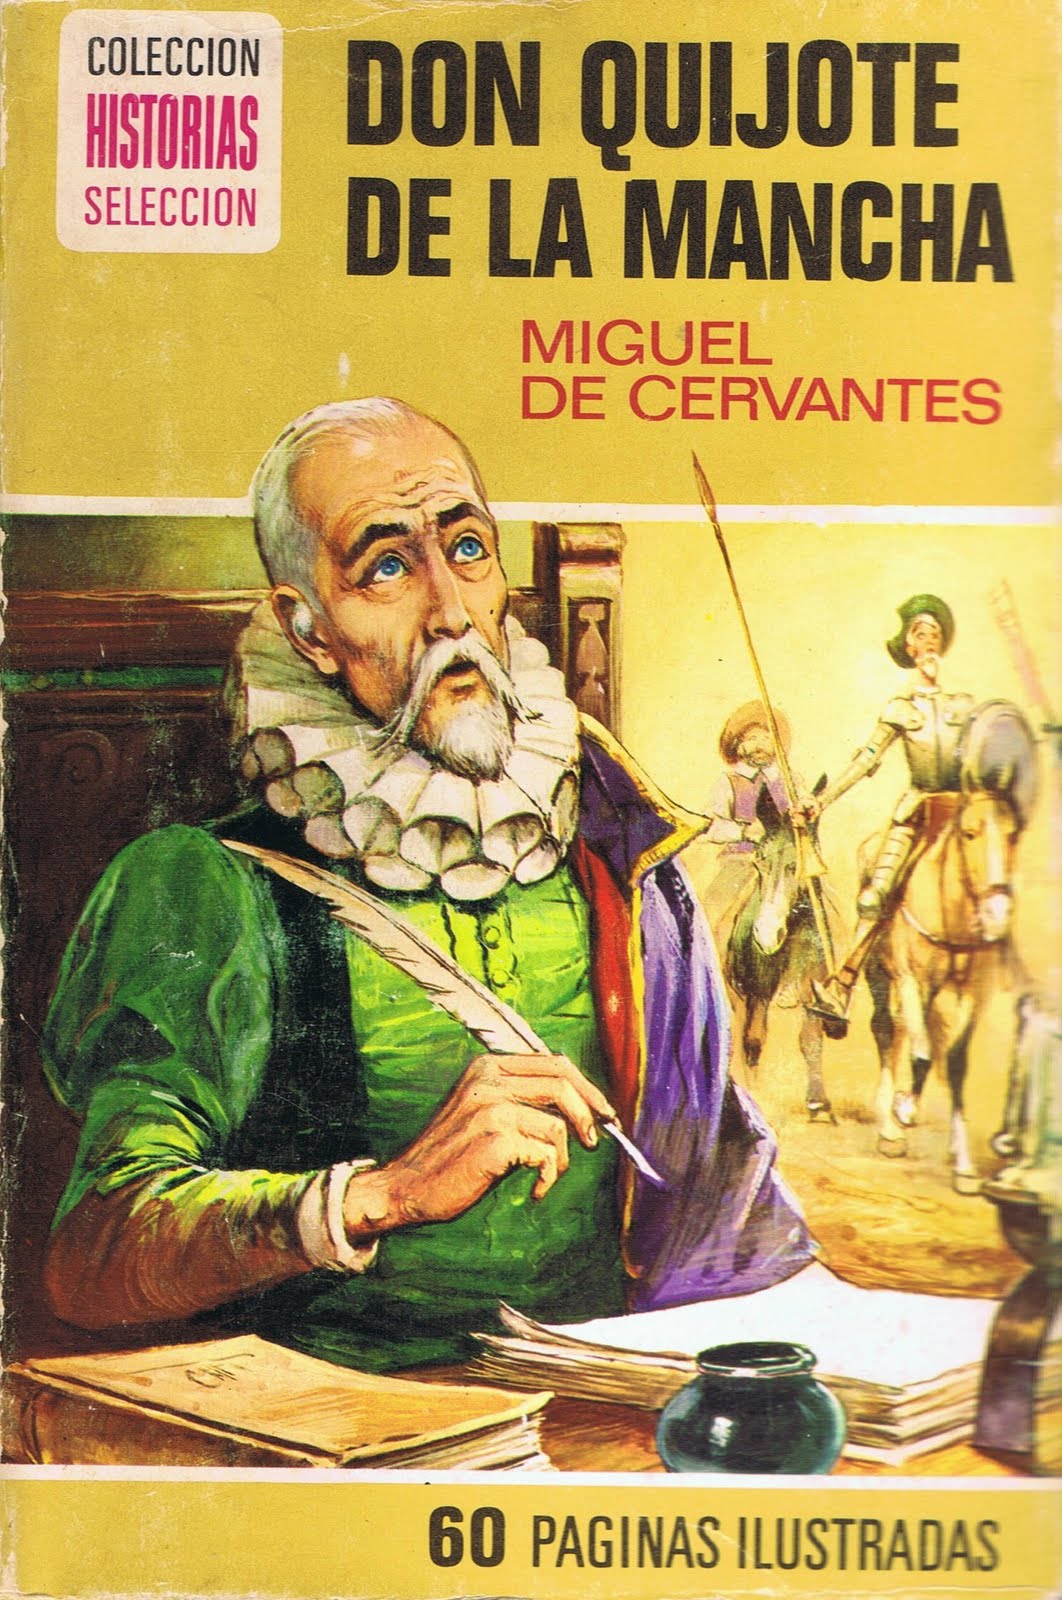 COLECCION
HISTORIAS
SELECCION
DON QUIJOTE
DE LA MANCHA
MIGUEL
DE CERVANTES
60 PAGINAS ILUSTRADAS